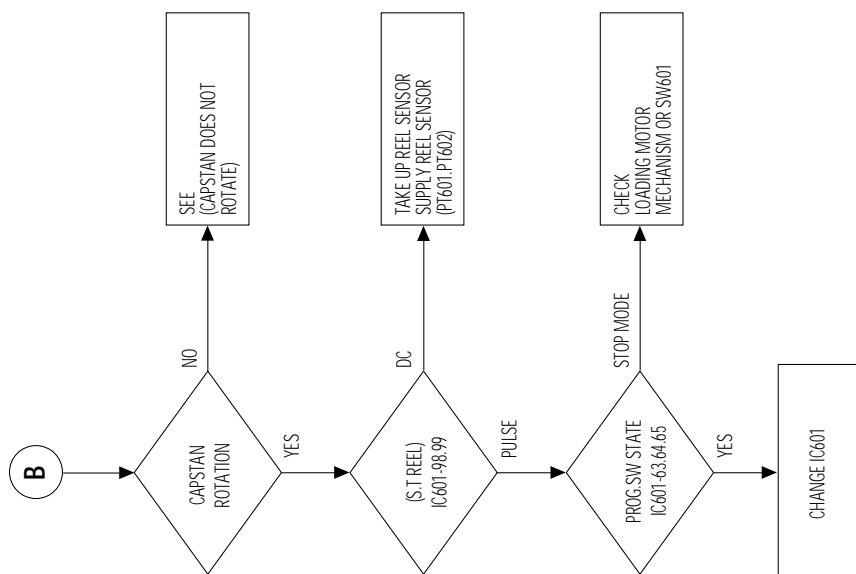 B
CAPSTAN
ROTATION
NO
SEE
(CAPSTAN DOES NOT
ROTATE)
YES
(S.T REEL)
IC601-98.99
DC
TAKE UP REEL SENSOR
SUPPLY REEL SENSOR
(PT601.PT602)
PULSE
PROG.SW STATE
IC601-63.64.65
STOP MODE
CHECK
LOADING MOTOR
MECHANISM OR SW601
YES
CHANGE IC601